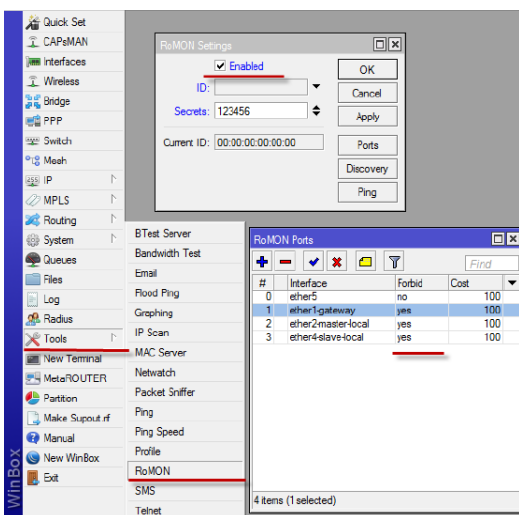 Quick Set
CAPsMAN
Interfaces
Wireless
Bridge
PPP
Switch
Mesh
IP
MPLS
Routing
System
Queues
Files
Log
Radius
Tools
New Terminal
MetaROUTER
Partition
Make Supout.rif
Manual
New WinBox
Exit
WinBox
BTest Server
Bandwidth Test
Email
Flood Ping
Graphing
IP Scan
MAC Server
Netwatch
Packet Sniffer
Ping
Ping Speed
Profile
RoMON
SMS
Telnet
RoMON Settings
Enabled
ID:
Secrets: 123456
Current ID: 00:00:00:00:00:00
OK
Cancel
Apply
Ports
Discovery
Ping
RoMON Ports
Find
# Interface Forbid Cost
0 ether5 no 100
1 ether1-gateway yes 100
2 ether2-master-local yes 100
3 ether4-slave-local yes 100
4 items (1 selected)